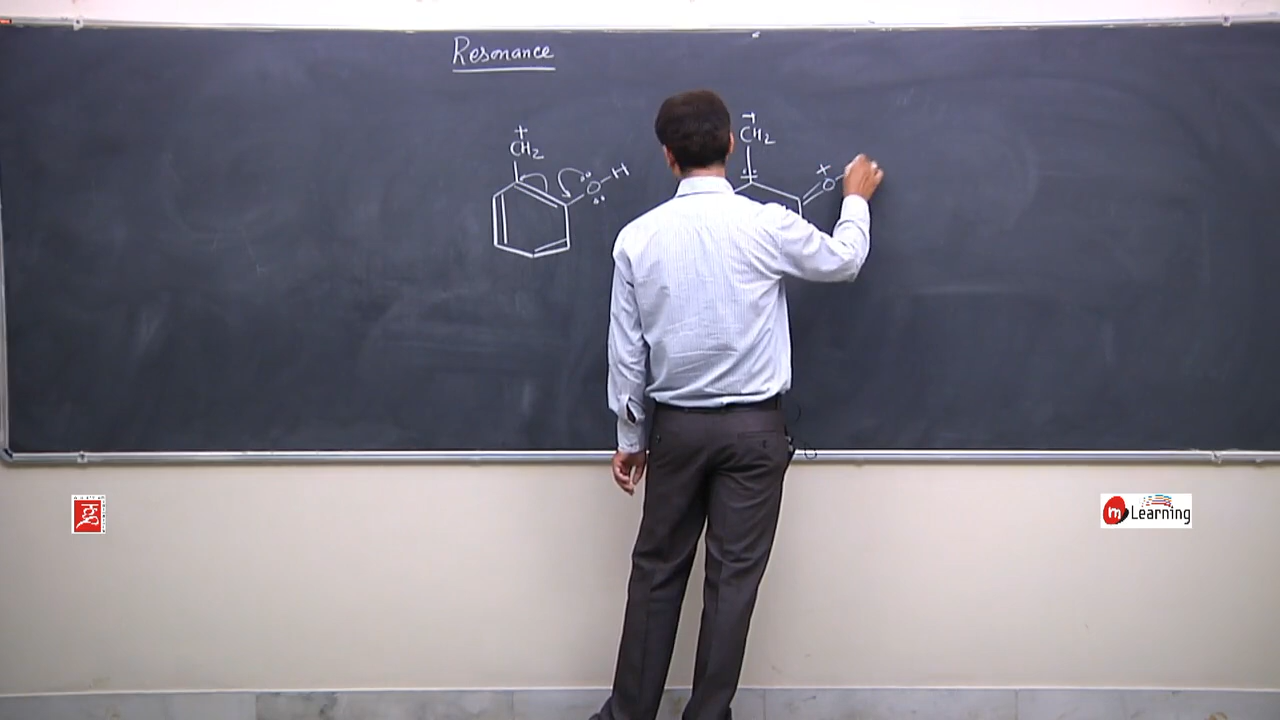 Resonance
+
CH2
O-H
+
CH2
+
O
m Learning